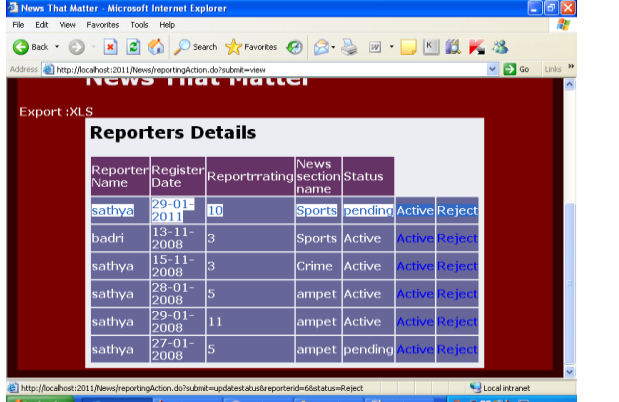 News That Matter - Microsoft Internet Explorer
File Edit View Favorites Tools Help
Back Search Favorites
Address http://localhost:2011/News/reportingAction.do?submit=view Go Links »
News That Matter
Export :XLS
Reporters Details
Reporter Name Register Date Reportrrating News section name Status
sathya 29-01-2011 10 Sports pending Active Reject
badri 13-11-2008 3 Sports Active Active Reject
sathya 15-11-2008 3 Crime Active Active Reject
sathya 28-01-2008 5 ampet Active Active Reject
sathya 29-01-2008 11 ampet Active Active Reject
sathya 27-01-2008 5 ampet pending Active Reject
http://localhost:2011/News/reportingAction.do?submit=updatestatus&reporterid=6&status=Reject Local intranet